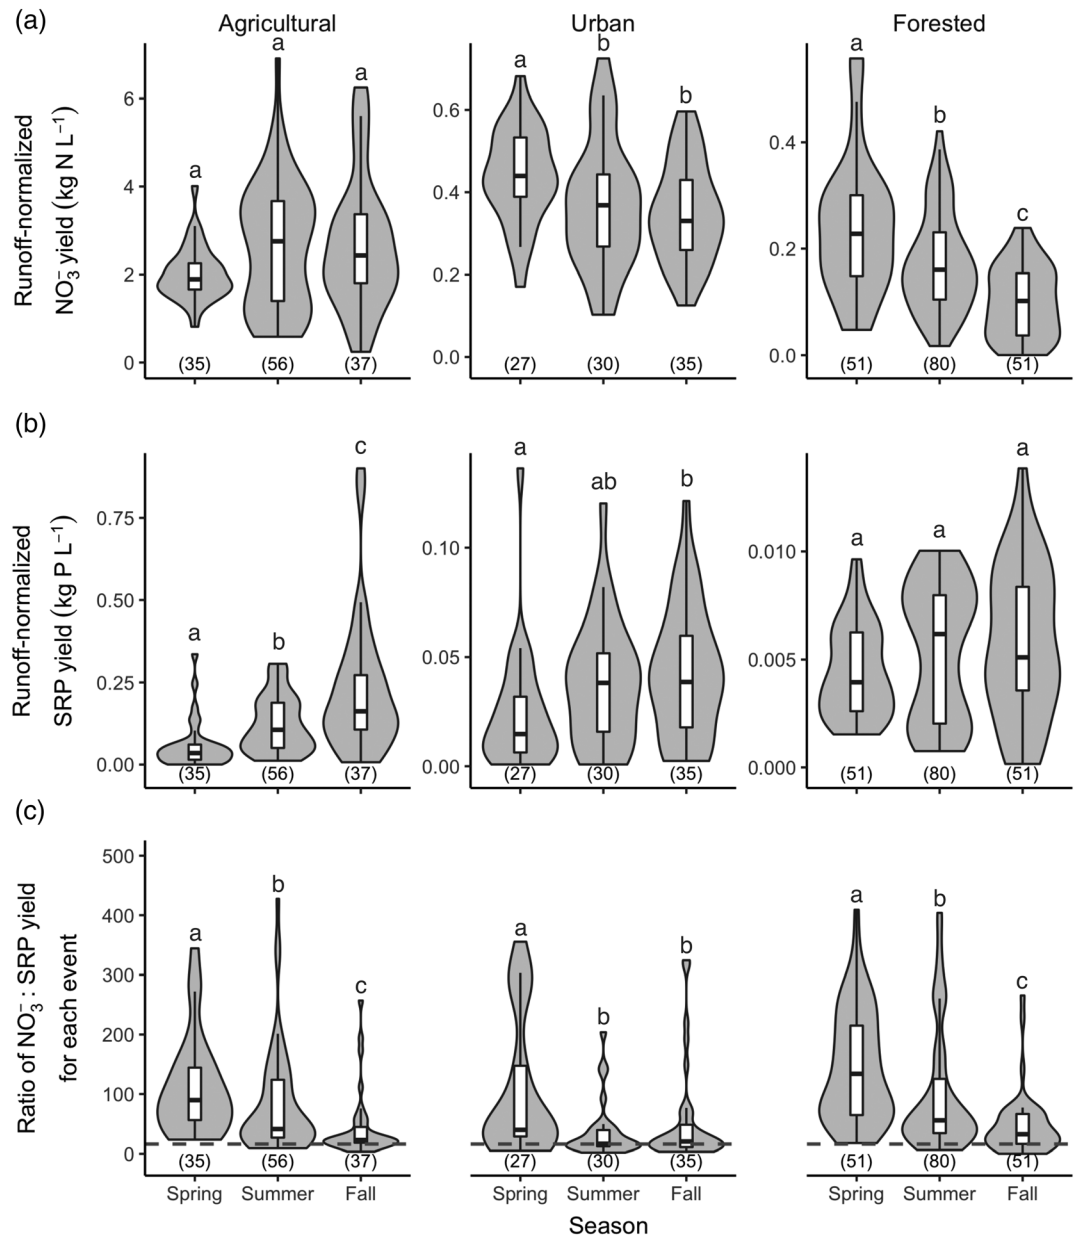 (a)
Agricultural Urban Forested
Runoff-normalized
NO₃⁻ yield (kg N L⁻¹)
6
4
2
0
a a a
(35) (56) (37)
0.6
0.4
0.2
0.0
a b b
(27) (30) (35)
0.4
0.2
0.0
a b c
(51) (80) (51)
(b)
Runoff-normalized
SRP yield (kg P L⁻¹)
0.75
0.50
0.25
0.00
a b c
(35) (56) (37)
0.10
0.05
0.00
a ab b
(27) (30) (35)
0.010
0.005
0.000
a a a
(51) (80) (51)
(c)
Ratio of NO₃⁻ : SRP yield
for each event
500
400
300
200
100
0
a b c
(35) (56) (37)
a b b
(27) (30) (35)
a b c
(51) (80) (51)
Spring Summer Fall
Spring Summer Fall
Spring Summer Fall
Season